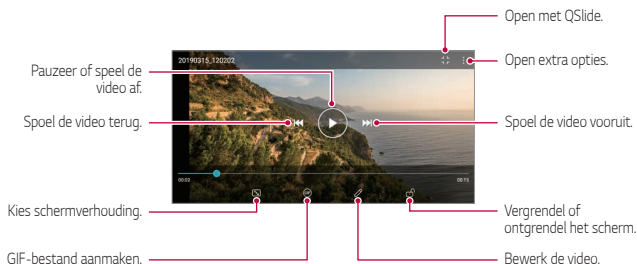 Open met QSlide.
20190315_120202
Open extra opties.
Pauzeer of speel de
video af.
Spoel de video terug.
Spoel de video vooruit.
00:03
00:15
GIF
Kies schermverhouding.
Vergrendel of
ontgrendel het scherm.
GIF-bestand aanmaken.
Bewerk de video.